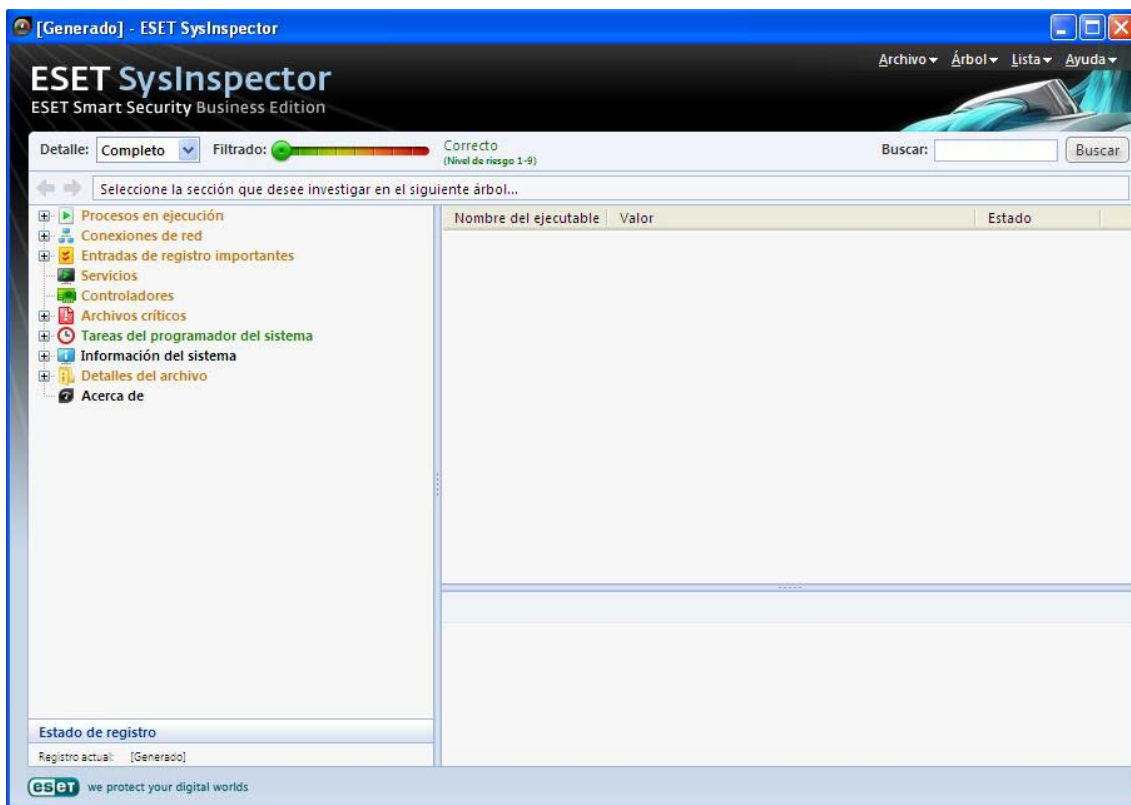 [Generado] - ESET SysInspector
Archivo Árbol Lista Ayuda
ESET SysInspector
ESET Smart Security Business Edition
Detalle: Completo Filtrado: Correcto Buscar: Buscar
(Nivel de riesgo 1-9)
Seleccione la sección que desee investigar en el siguiente árbol...
Procesos en ejecución
Nombre del ejecutable Valor Estado
Conexiones de red
Entradas de registro importantes
Servicios
Controladores
Archivos críticos
Tareas del programador del sistema
Información del sistema
Detalles del archivo
Acerca de
Estado de registro
Registro actual: [Generado]
eseT we protect your digital worlds